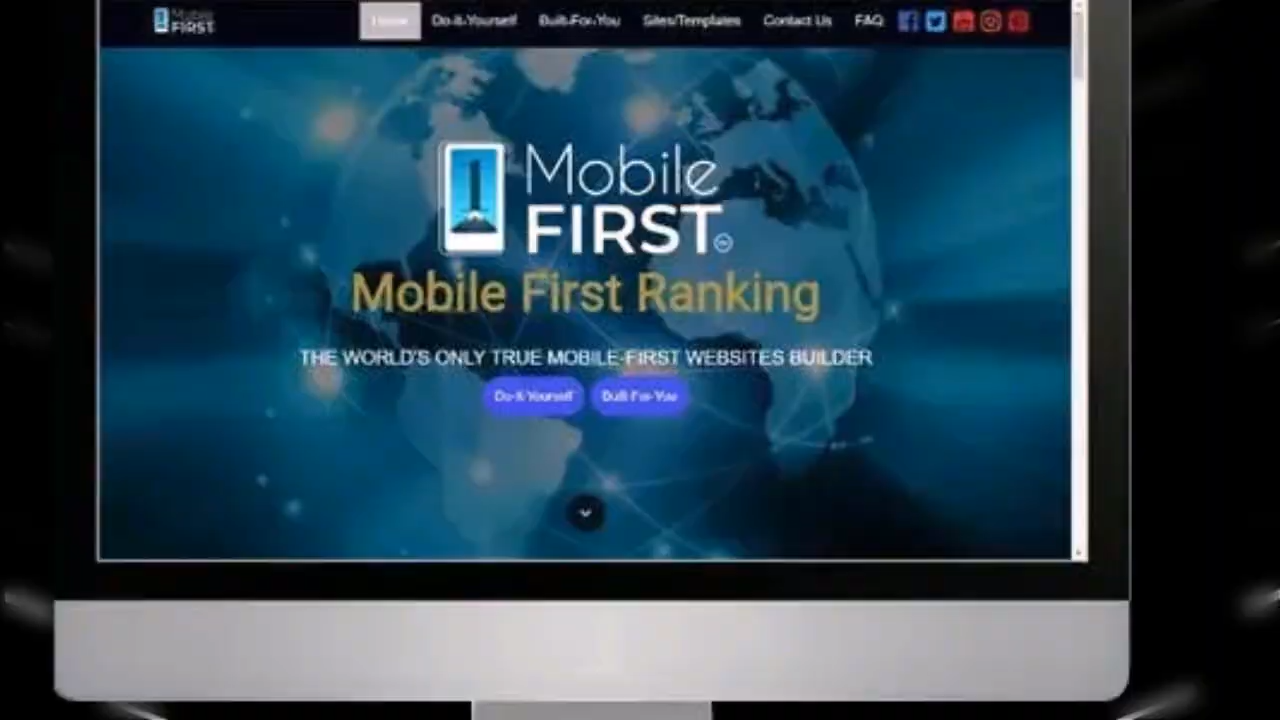 Mobile
FIRST
Home Do-It-Yourself Built-For-You Sites/Templates Contact Us FAQ
Mobile
FIRST
Mobile First Ranking
THE WORLD'S ONLY TRUE MOBILE-FIRST WEBSITES BUILDER
Do-It-Yourself Built-For-You